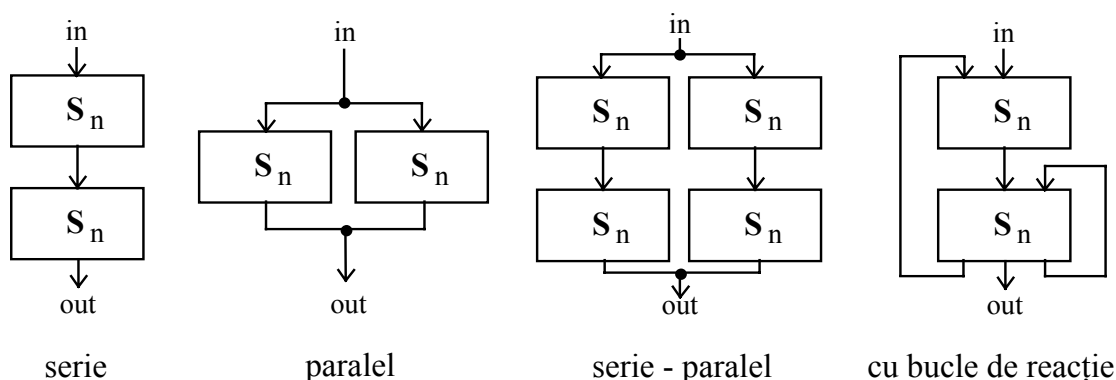 in
S n
S n
out
serie
in
S n
S n
out
paralel
in
S n
S n
S n
S n
out
serie - paralel
in
S n
S n
out
cu bucle de reacție